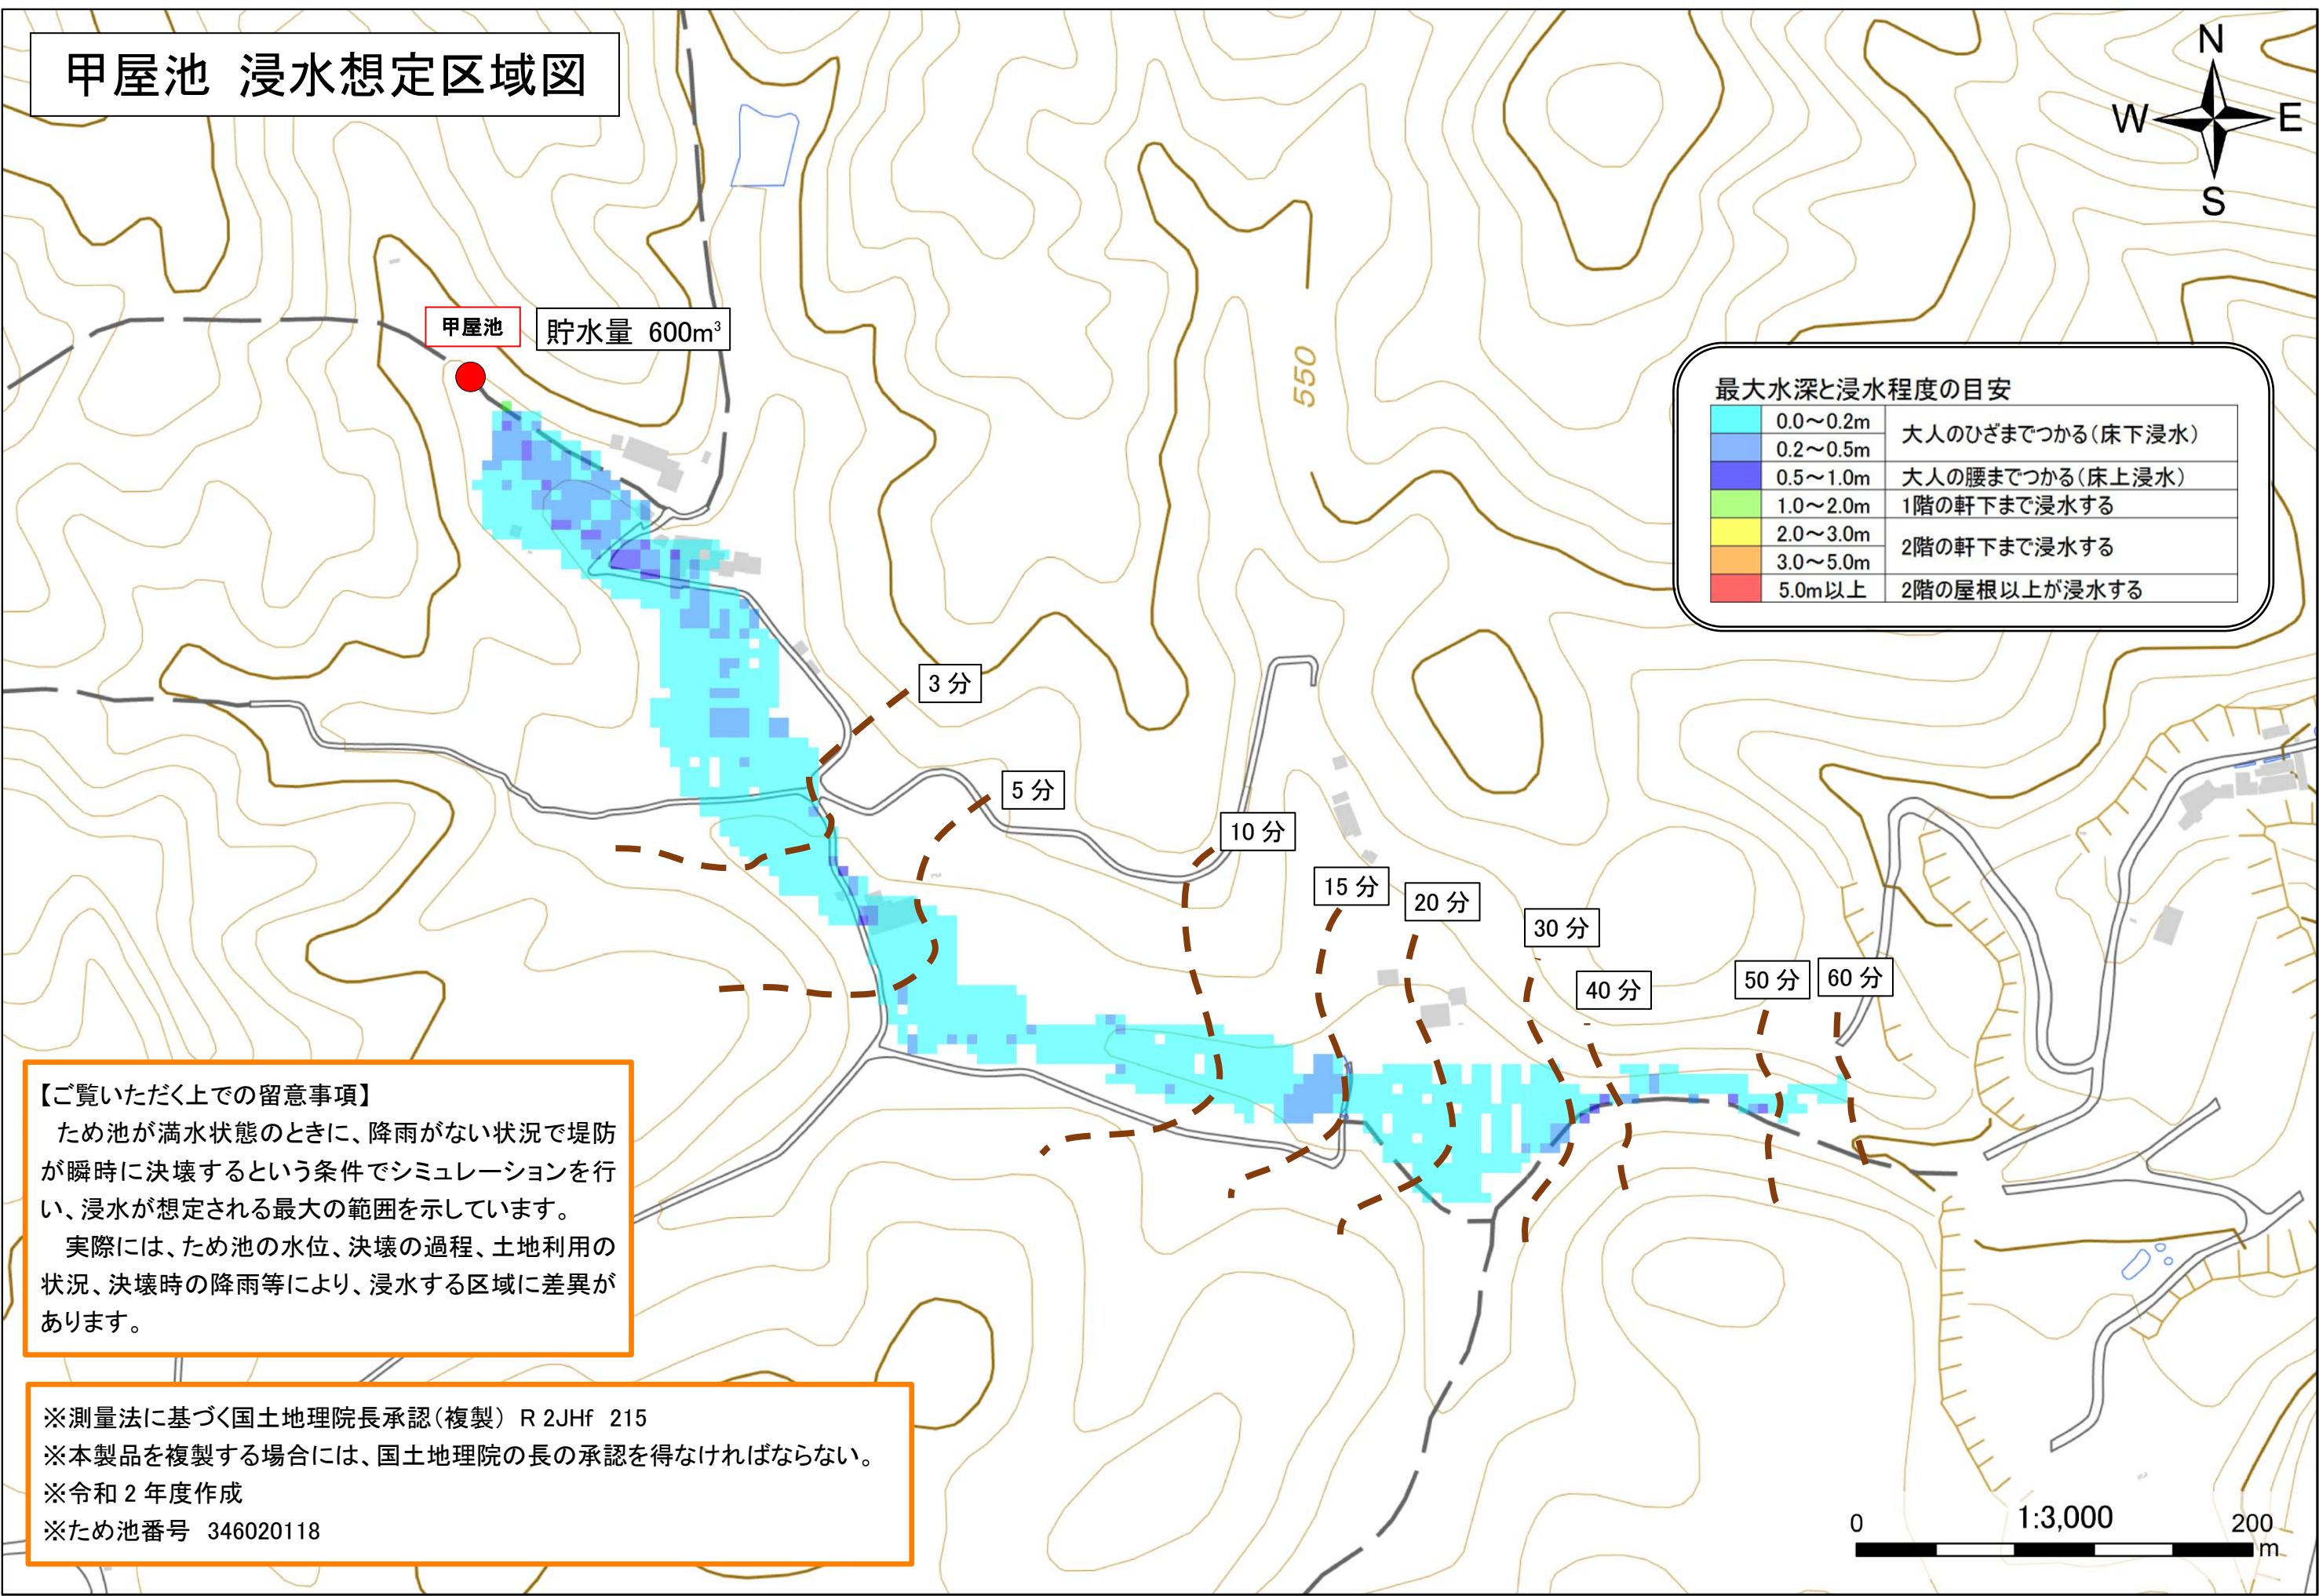 甲屋池 浸水想定区域図
N
W
E
S
甲屋池
貯水量 600m³
550
最大水深と浸水程度の目安
0.0～0.2m
大人のひざまでつかる(床下浸水)
0.2～0.5m
0.5～1.0m 大人の腰までつかる(床上浸水)
1.0～2.0m 1階の軒下まで浸水する
2.0～3.0m
2階の軒下まで浸水する
3.0～5.0m
5.0m以上 2階の屋根以上が浸水する
3 分
5 分
10 分
15 分
20 分
30 分
40 分
50 分
60 分
【ご覧いただく上での留意事項】
ため池が満水状態のときに、降雨がない状況で堤防
が瞬時に決壊するという条件でシミュレーションを行
い、浸水が想定される最大の範囲を示しています。
実際には、ため池の水位、決壊の過程、土地利用の
状況、決壊時の降雨等により、浸水する区域に差異が
あります。
※測量法に基づく国土地理院長承認(複製) R 2JHf 215
※本製品を複製する場合には、国土地理院の長の承認を得なければならない。
※令和 2 年度作成
※ため池番号 346020118
0 1:3,000 200
m